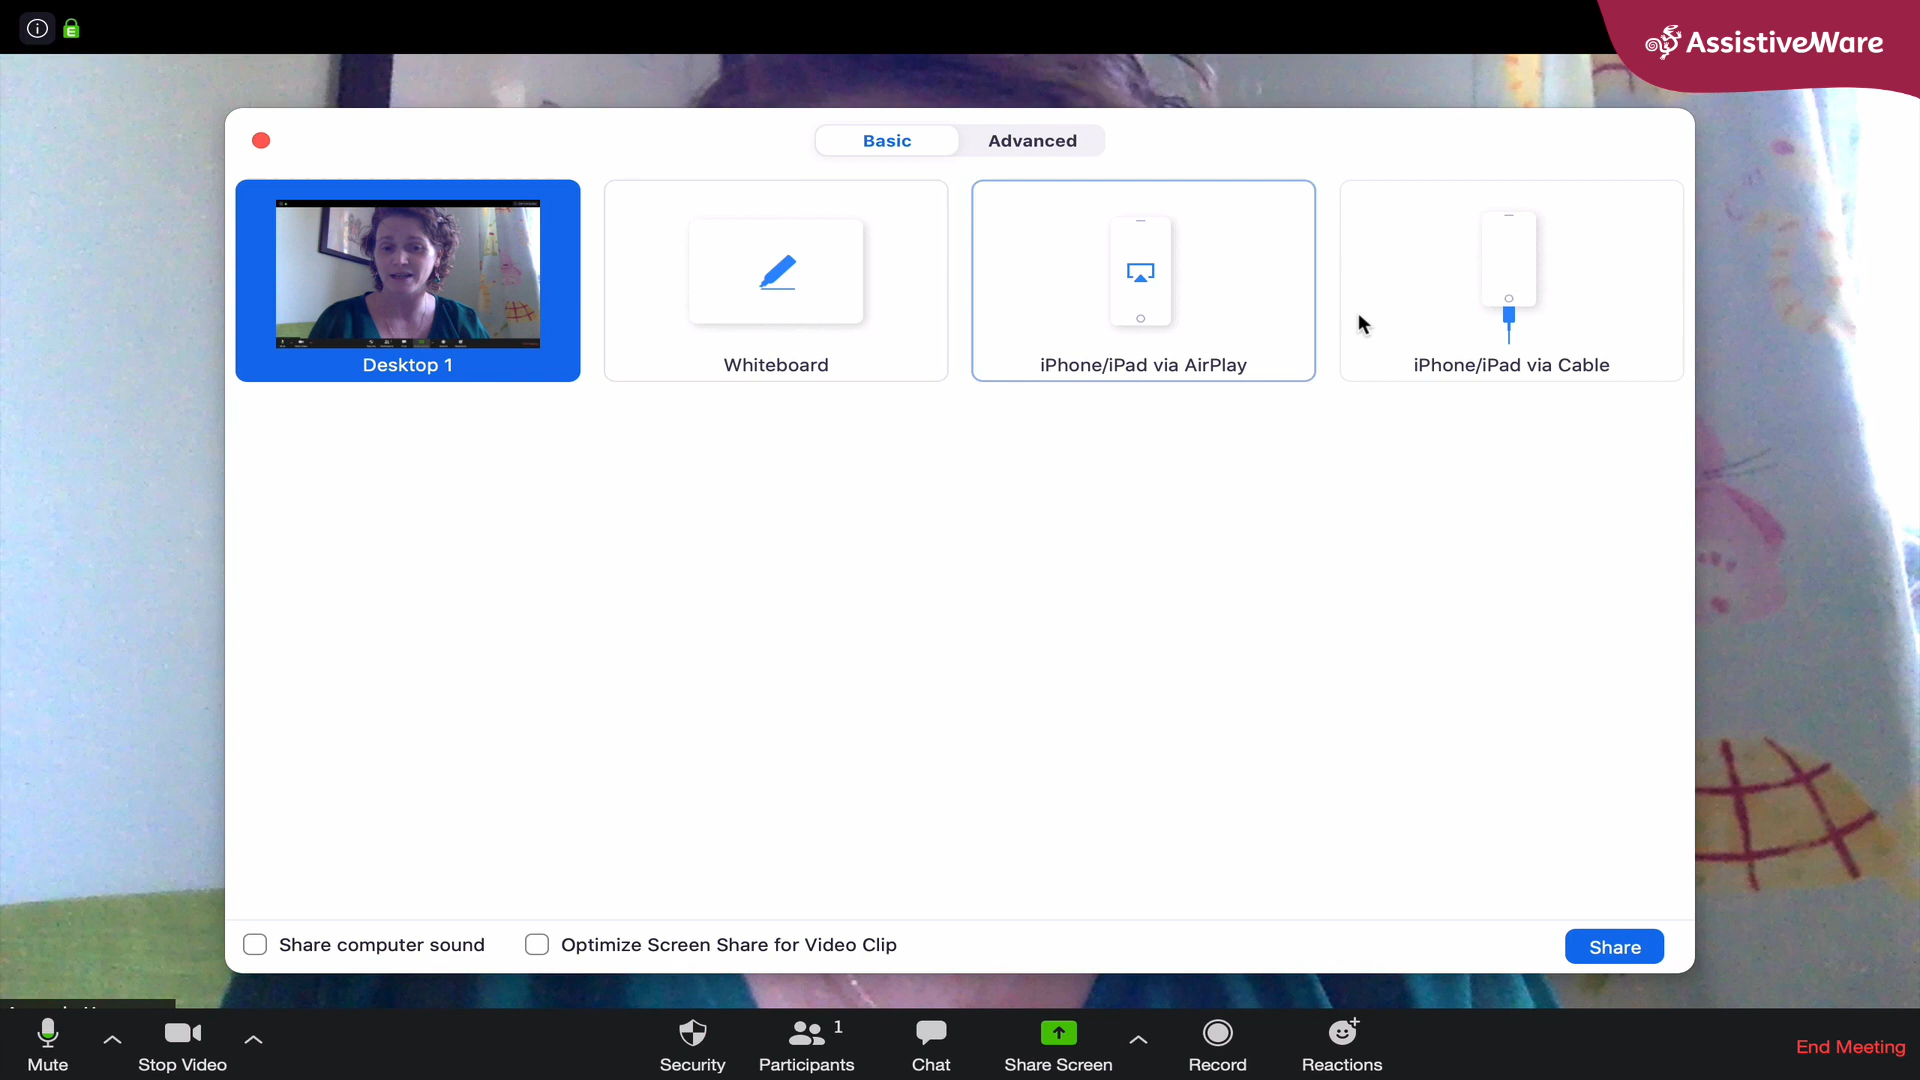 AssistiveWare
Basic
Advanced
Desktop 1
Whiteboard
iPhone/iPad via AirPlay
iPhone/iPad via Cable
Share computer sound
Optimize Screen Share for Video Clip
Share
Mute
Stop Video
Security
Participants
1
Chat
Share Screen
Record
Reactions
End Meeting